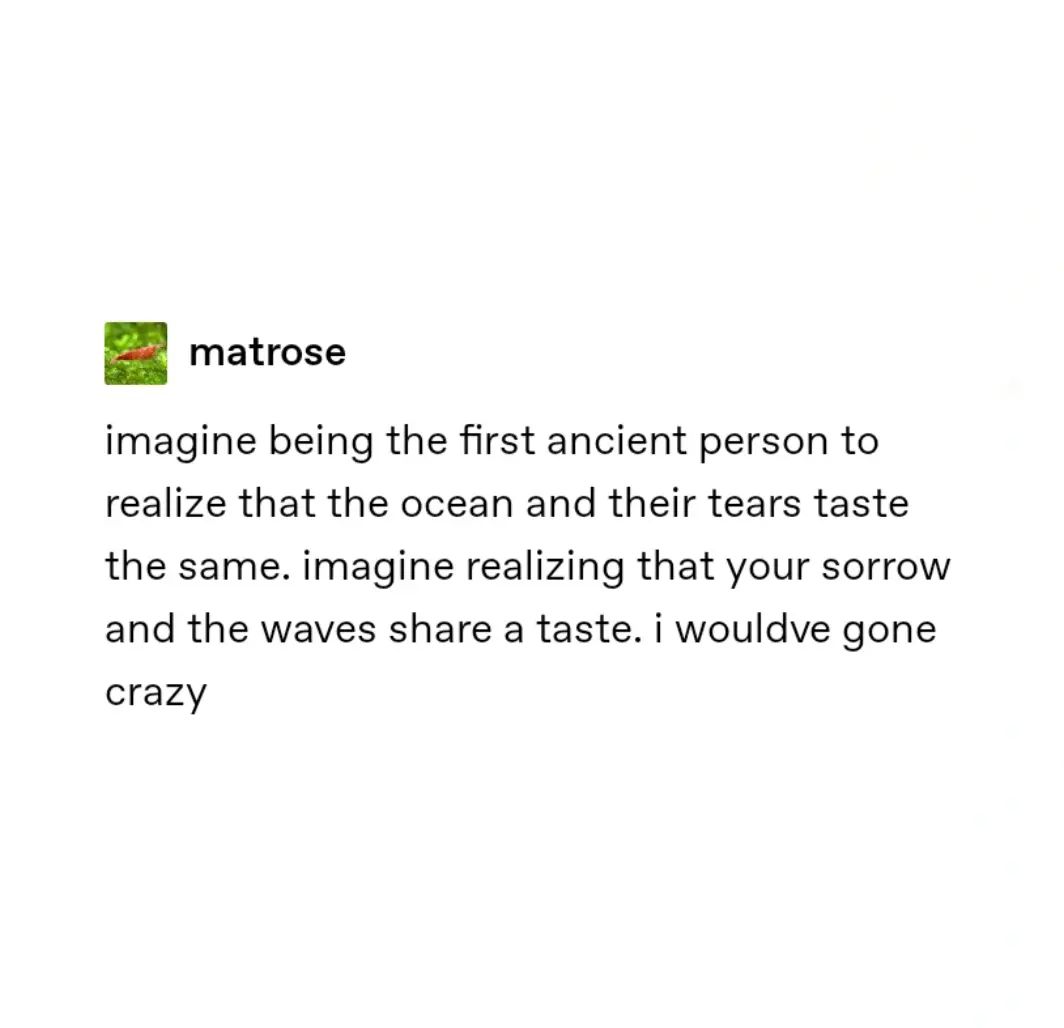 matrose
imagine being the first ancient person to
realize that the ocean and their tears taste
the same. imagine realizing that your sorrow
and the waves share a taste. i wouldve gone
crazy